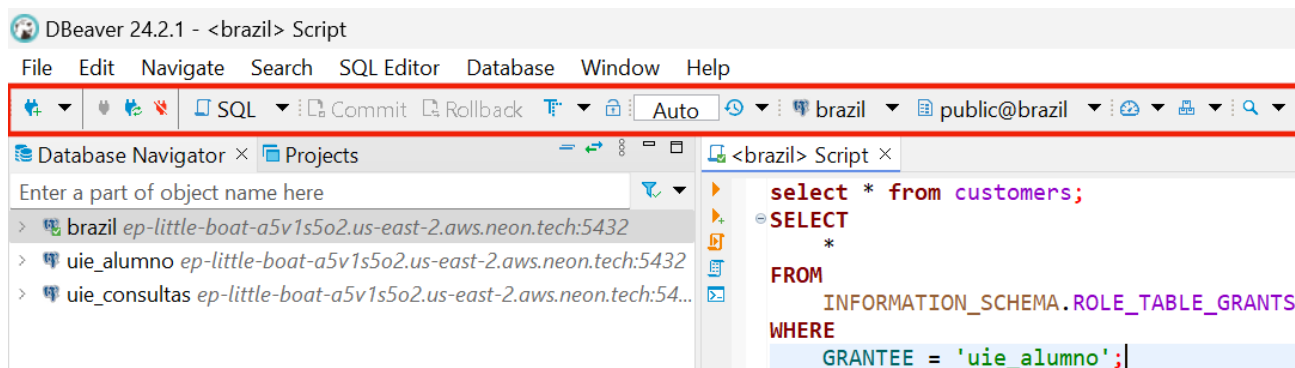 DBeaver 24.2.1 - <brazil> Script
File Edit Navigate Search SQL Editor Database Window Help
SQL Commit Rollback Auto brazil public@brazil
Database Navigator Projects <brazil> Script
Enter a part of object name here
brazil ep-little-boat-a5v1s5o2.us-east-2.aws.neon.tech:5432
uie_alumno ep-little-boat-a5v1s5o2.us-east-2.aws.neon.tech:5432
uie_consultas ep-little-boat-a5v1s5o2.us-east-2.aws.neon.tech:54...
select * from customers;
SELECT
*
FROM
INFORMATION_SCHEMA.ROLE_TABLE_GRANTS
WHERE
GRANTEE = 'uie_alumno';